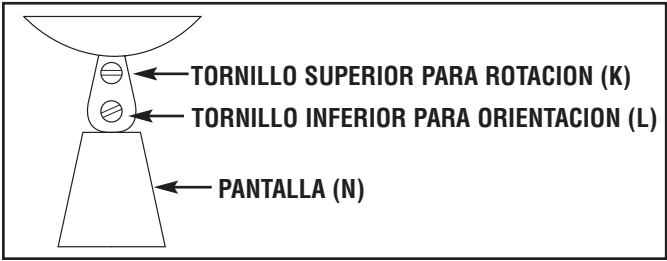 TORNILLO SUPERIOR PARA ROTACION (K)
TORNILLO INFERIOR PARA ORIENTACION (L)
PANTALLA (N)